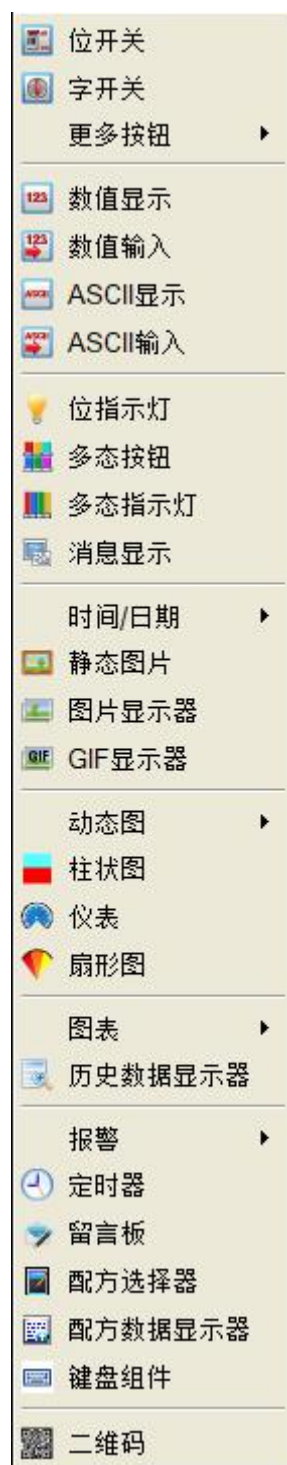 位开关
字开关
更多按钮
数值显示
数值输入
ASCII显示
ASCII输入
位指示灯
多态按钮
多态指示灯
消息显示
时间/日期
静态图片
图片显示器
GIF显示器
动态图
柱状图
仪表
扇形图
图表
历史数据显示器
报警
定时器
留言板
配方选择器
配方数据显示器
键盘组件
二维码